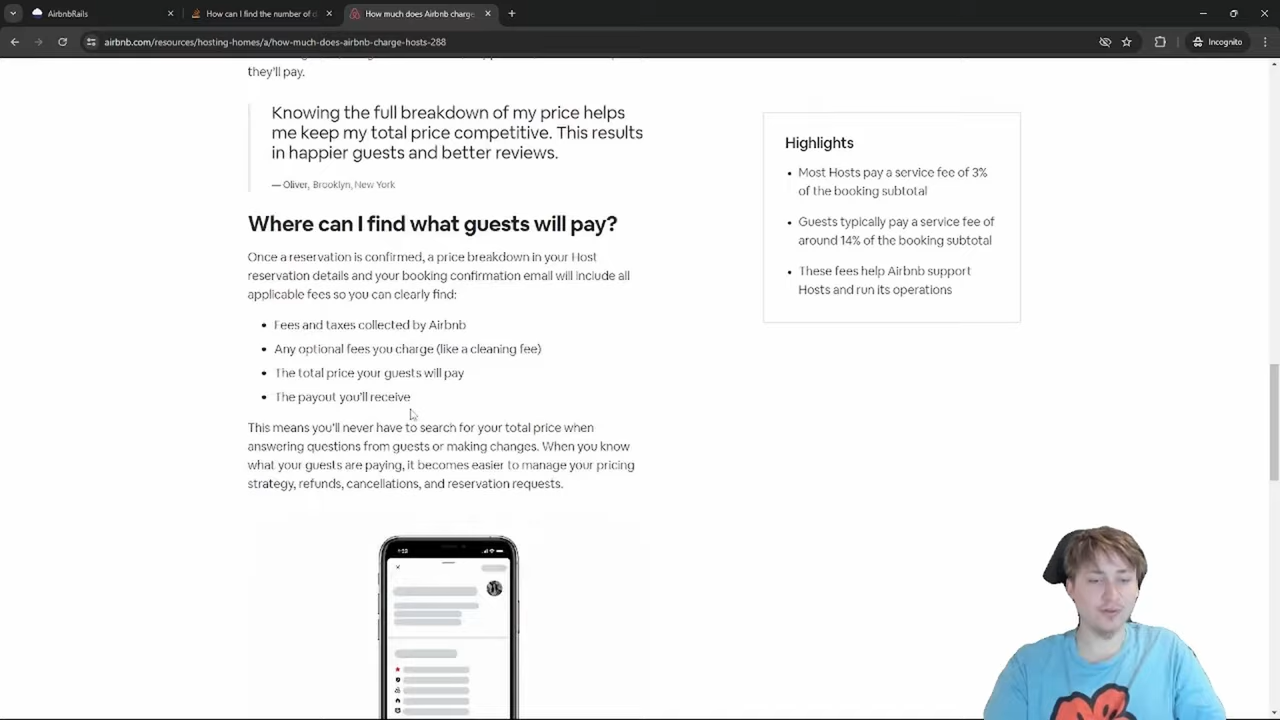 AirbnbRails
How can I find the number of d
How much does Airbnb charge
airbnb.com/resources/hosting-homes/a/how-much-does-airbnb-charge-hosts-288
Incognito
they'll pay.
Knowing the full breakdown of my price helps
me keep my total price competitive. This results
in happier guests and better reviews.
— Oliver, Brooklyn, New York
Where can I find what guests will pay?
Once a reservation is confirmed, a price breakdown in your Host
reservation details and your booking confirmation email will include all
applicable fees so you can clearly find:
• Fees and taxes collected by Airbnb
• Any optional fees you charge (like a cleaning fee)
• The total price your guests will pay
• The payout you'll receive
This means you'll never have to search for your total price when
answering questions from guests or making changes. When you know
what your guests are paying, it becomes easier to manage your pricing
strategy, refunds, cancellations, and reservation requests.
Highlights
• Most Hosts pay a service fee of 3%
of the booking subtotal
• Guests typically pay a service fee of
around 14% of the booking subtotal
• These fees help Airbnb support
Hosts and run its operations